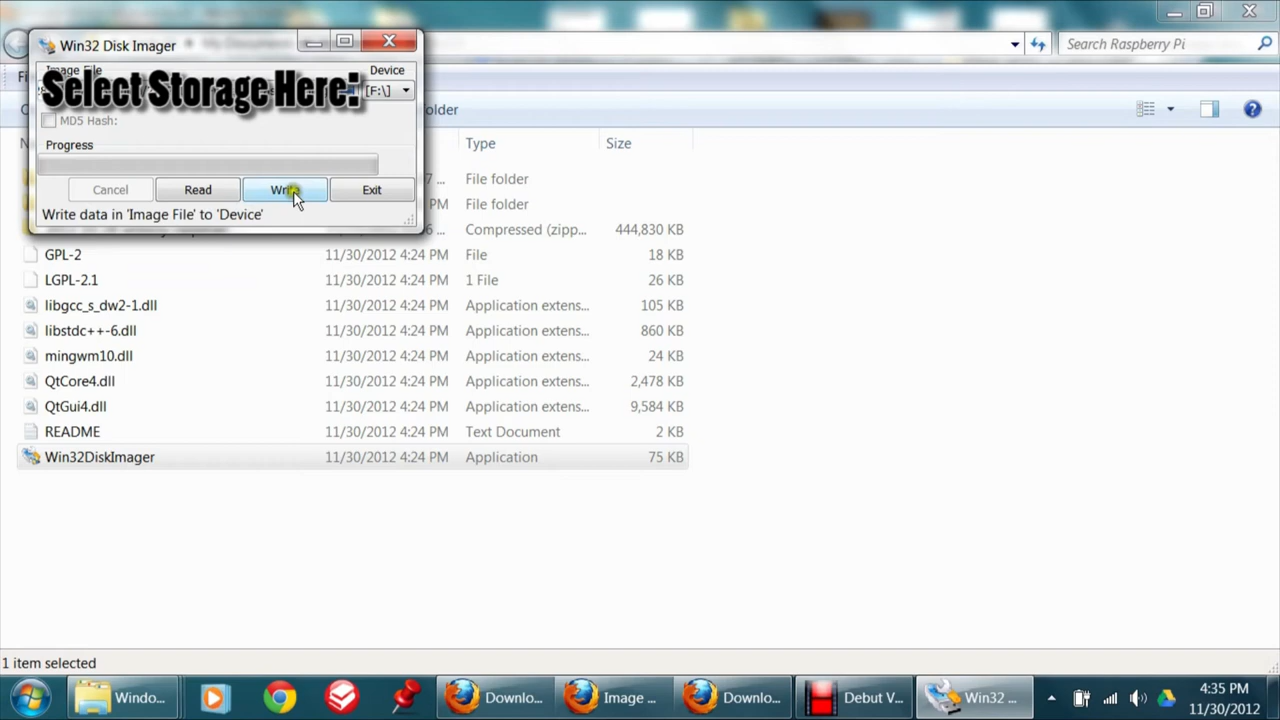 Win32 Disk Imager
Search Raspberry Pi
Image File
Device
Select Storage Here:
[F:\]
MD5 Hash:
Progress
Cancel
Read
Write
Exit
Write data in 'Image File' to 'Device'
older
Type
Size
File folder
PM
File folder
Compressed (zipp...
444,830 KB
GPL-2
11/30/2012 4:24 PM
File
18 KB
LGPL-2.1
11/30/2012 4:24 PM
1 File
26 KB
libgcc_s_dw2-1.dll
11/30/2012 4:24 PM
Application extens...
105 KB
libstdc++-6.dll
11/30/2012 4:24 PM
Application extens...
860 KB
mingwm10.dll
11/30/2012 4:24 PM
Application extens...
24 KB
QtCore4.dll
11/30/2012 4:24 PM
Application extens...
2,478 KB
QtGui4.dll
11/30/2012 4:24 PM
Application extens...
9,584 KB
README
11/30/2012 4:24 PM
Text Document
2 KB
Win32DiskImager
11/30/2012 4:24 PM
Application
75 KB
1 item selected
Windo...
Downlo...
Image ...
Downlo...
Debut V...
Win32 ...
4:35 PM
11/30/2012